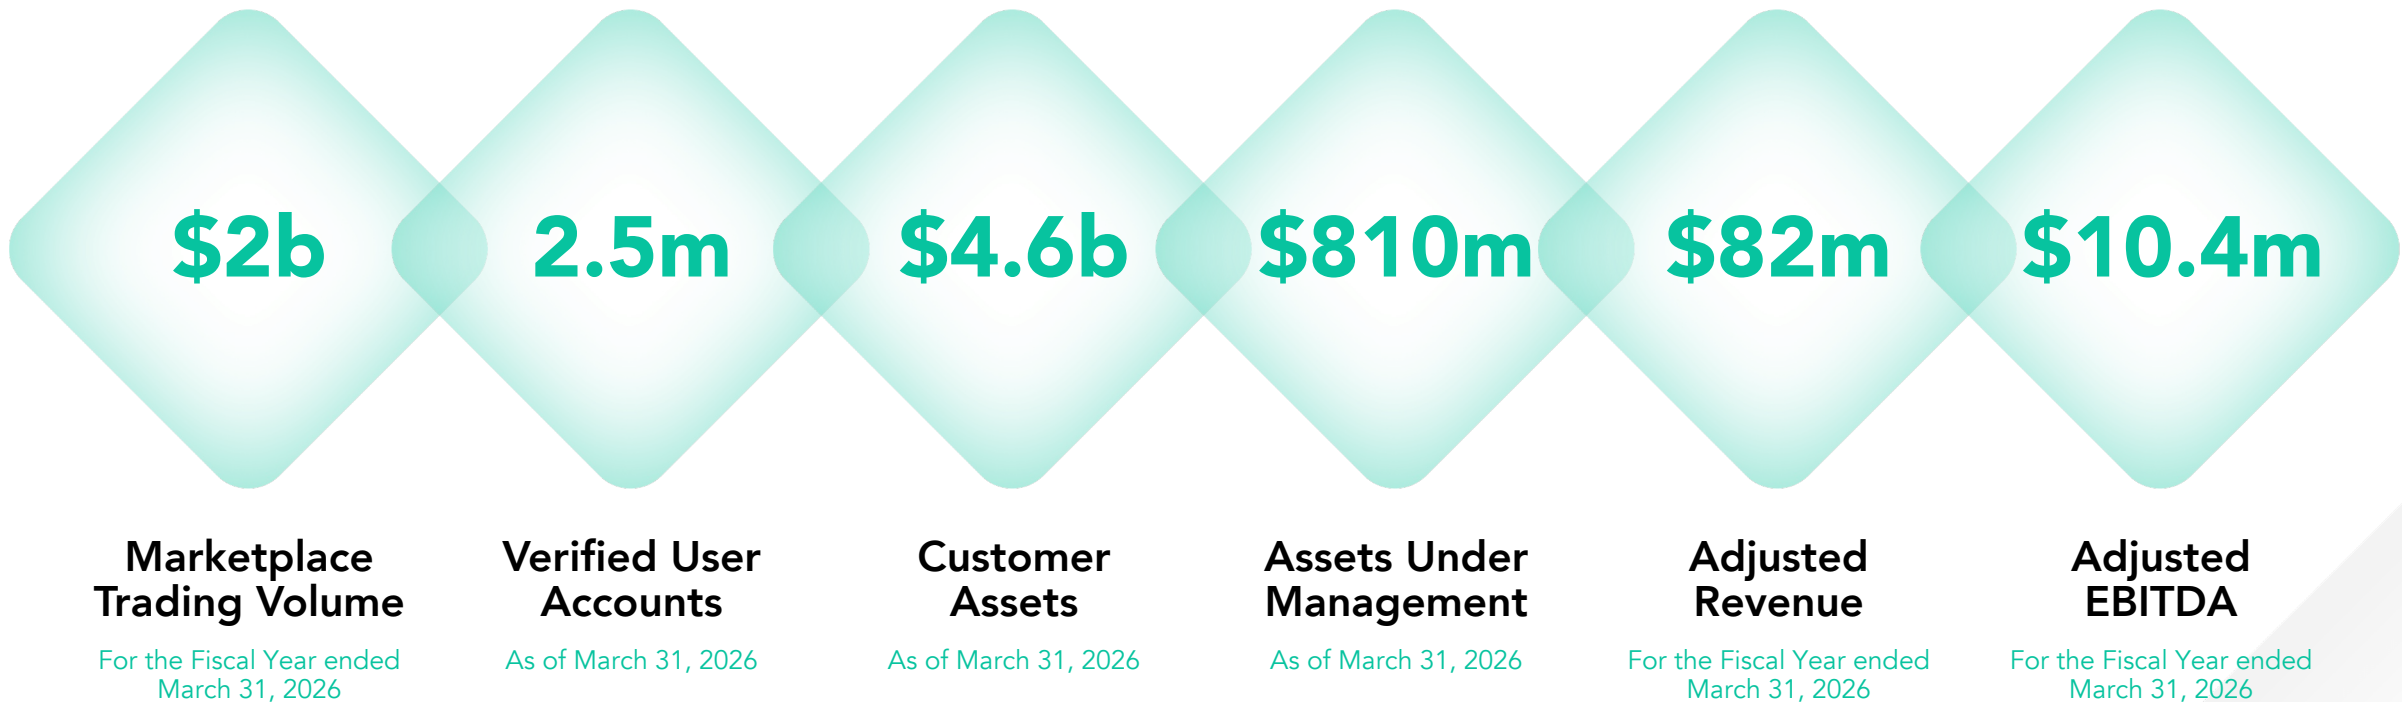 $2b
2.5m
$4.6b
$810m
$82m
$10.4m
Marketplace
Trading Volume
For the Fiscal Year ended
March 31, 2026
Verified User
Accounts
As of March 31, 2026
Customer
Assets
As of March 31, 2026
Assets Under
Management
As of March 31, 2026
Adjusted
Revenue
For the Fiscal Year ended
March 31, 2026
Adjusted
EBITDA
For the Fiscal Year ended
March 31, 2026